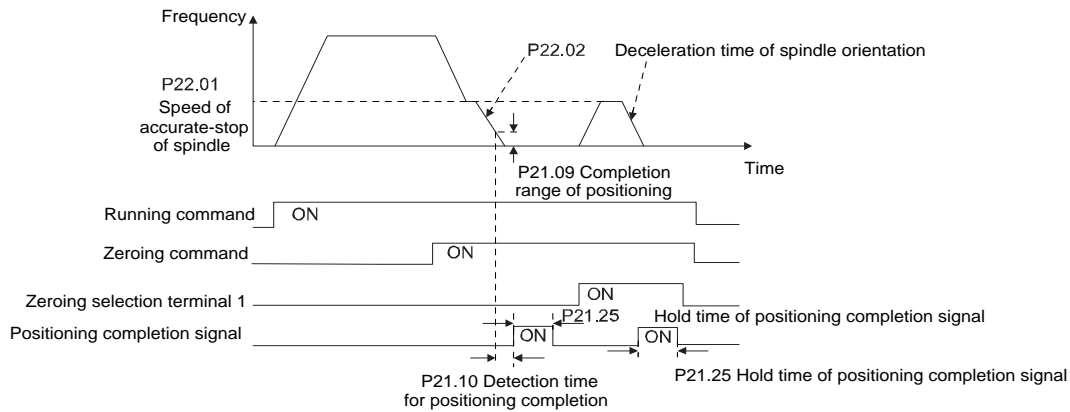 Frequency
P22.02
Deceleration time of spindle orientation
P22.01
Speed of
accurate-stop
of spindle
Time
P21.09 Completion
range of positioning
Running command
ON
Zeroing command
ON
Zeroing selection terminal 1
ON
Positioning completion signal
ON
P21.25
Hold time of positioning completion signal
ON
P21.10 Detection time
for positioning completion
P21.25 Hold time of positioning completion signal